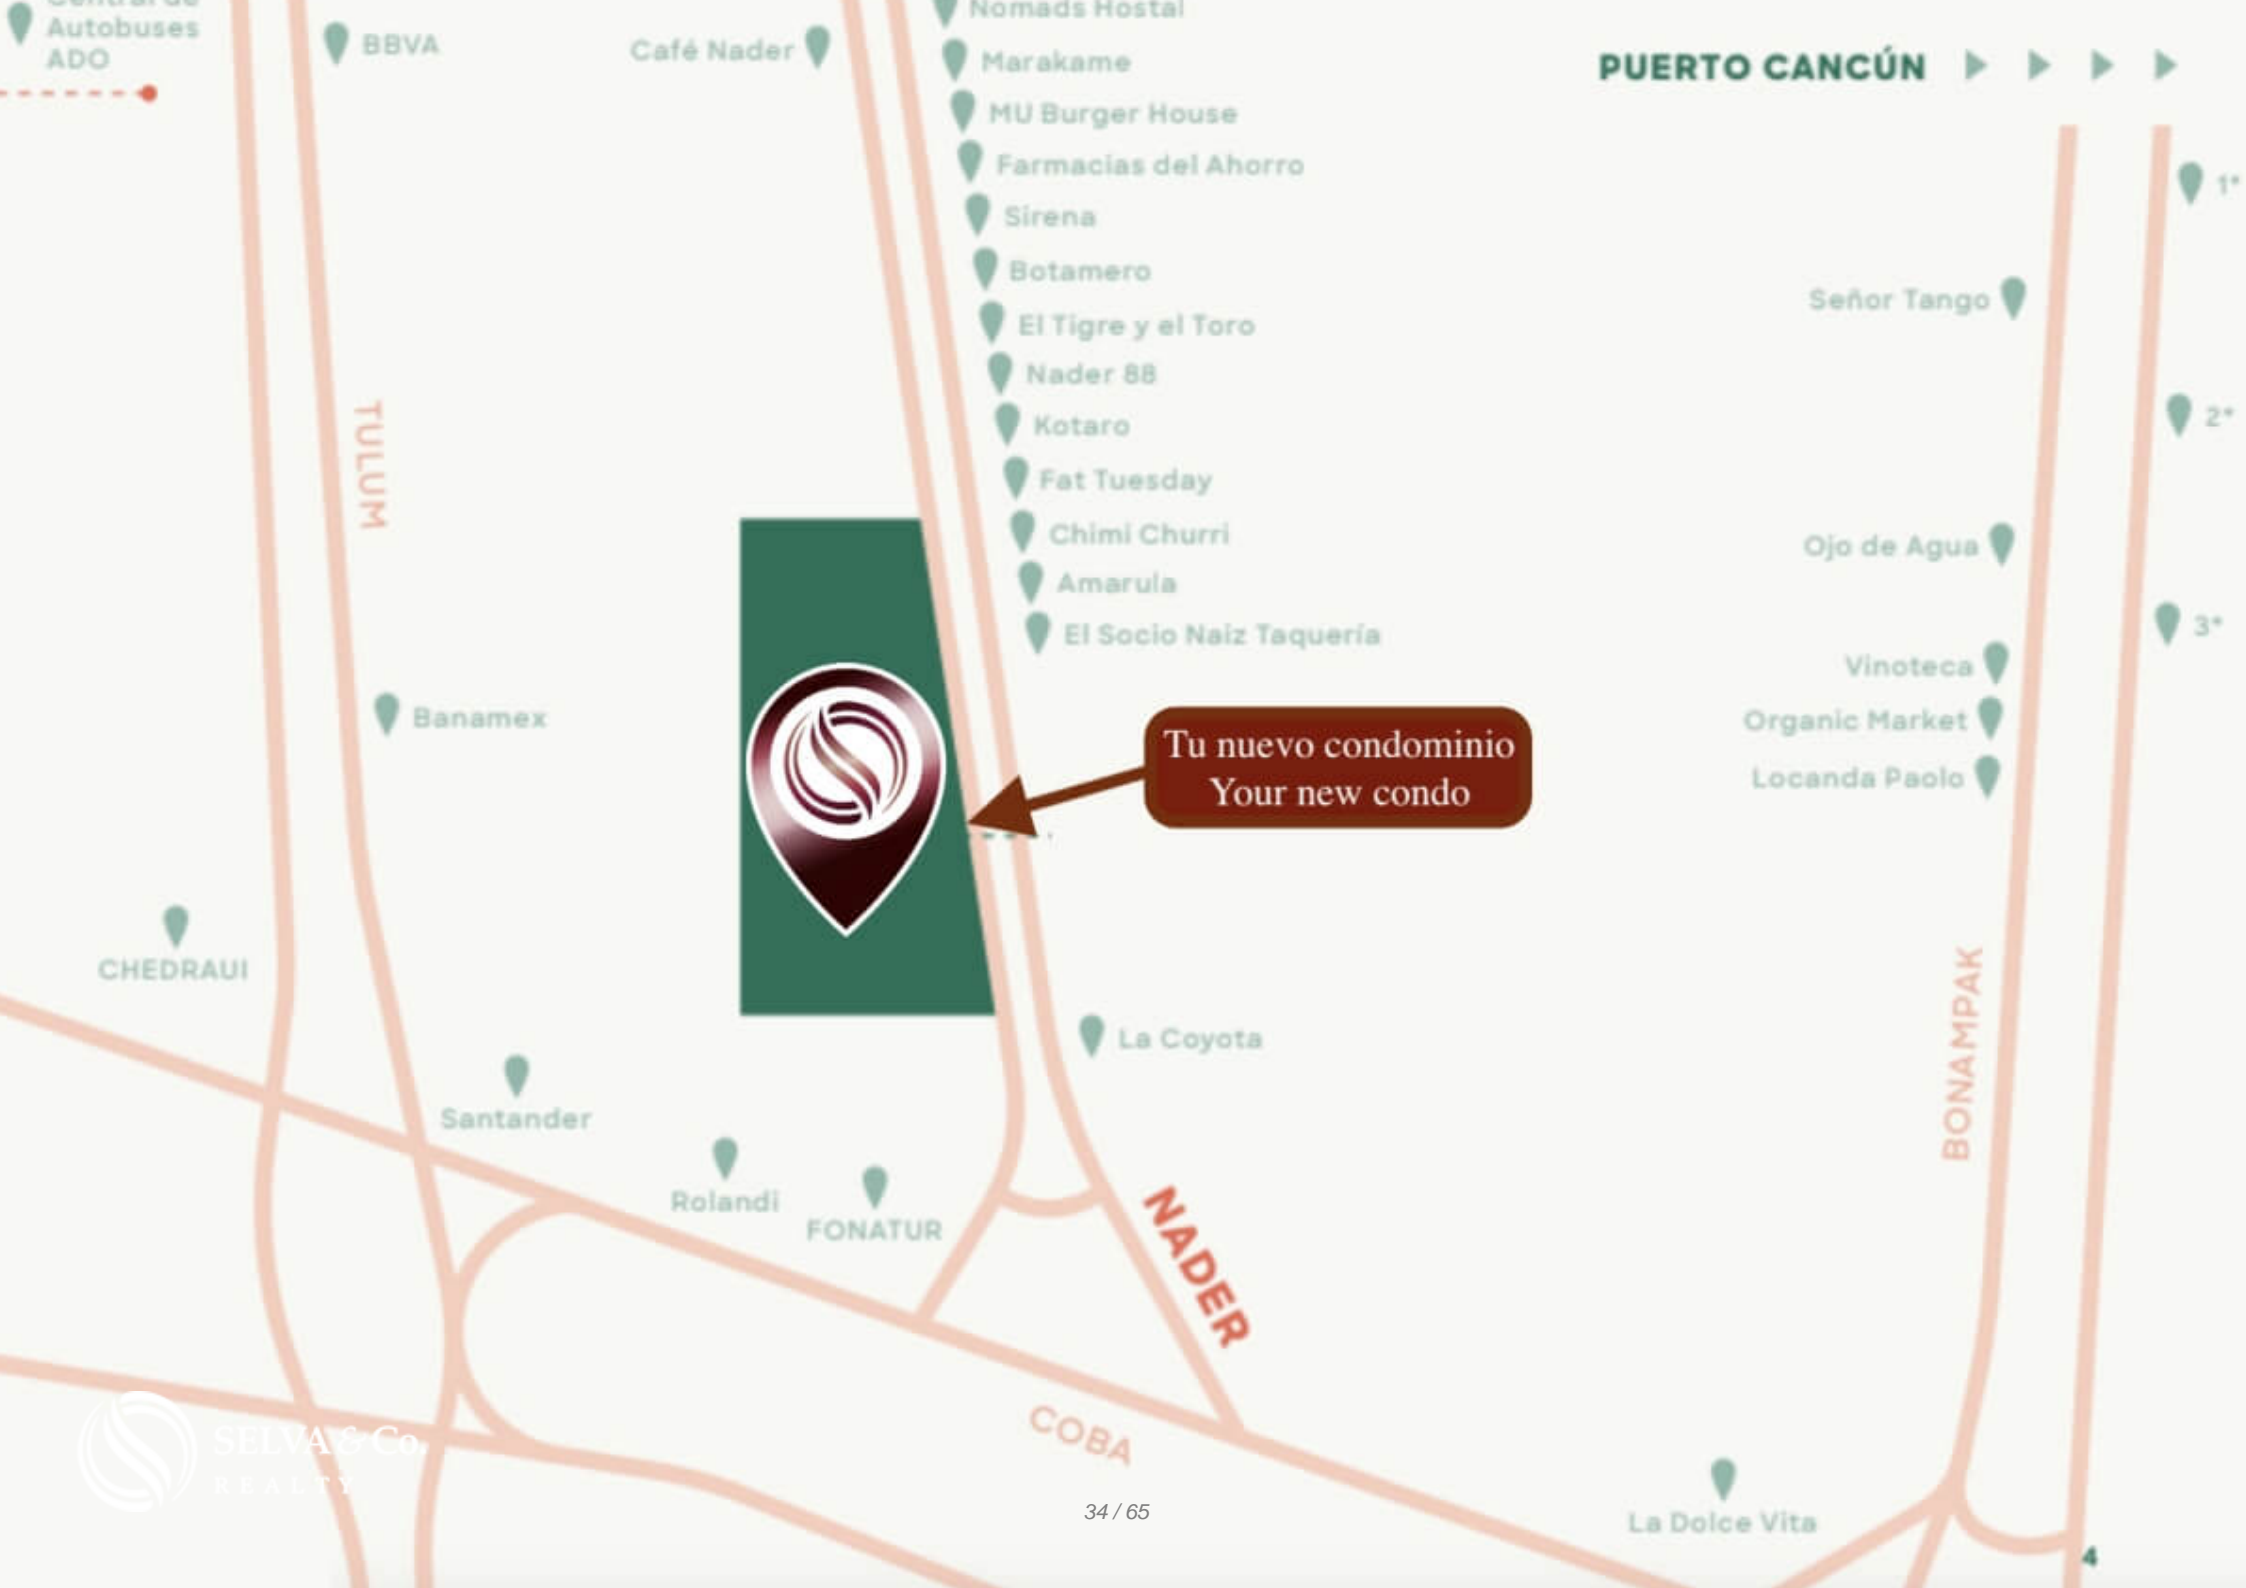 Central de
Autobuses
ADO
BBVA
Café Nader
Nomads Hostal
Marakame
MU Burger House
Farmacias del Ahorro
Sirena
Botamero
El Tigre y el Toro
Nader 88
Kotaro
Fat Tuesday
Chimi Churri
Amarula
El Socio Naiz Taquería
PUERTO CANCÚN
1*
Señor Tango
2*
Ojo de Agua
3*
Vinoteca
Organic Market
Locanda Paolo
TULUM
Banamex
Tu nuevo condominio
Your new condo
CHEDRAUI
La Coyota
BONAMPAK
Santander
Rolandi
FONATUR
NADER
COBA
SELVA & Co.
REALTY
34 / 65
La Dolce Vita
4